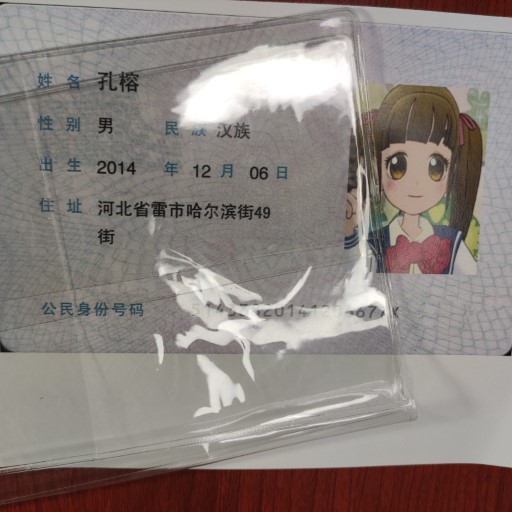 姓名 孔榕
性别 男 民族 汉族
出生 2014 年 12 月 06 日
住址 河北省雷市哈尔滨街49
街
公民身份号码